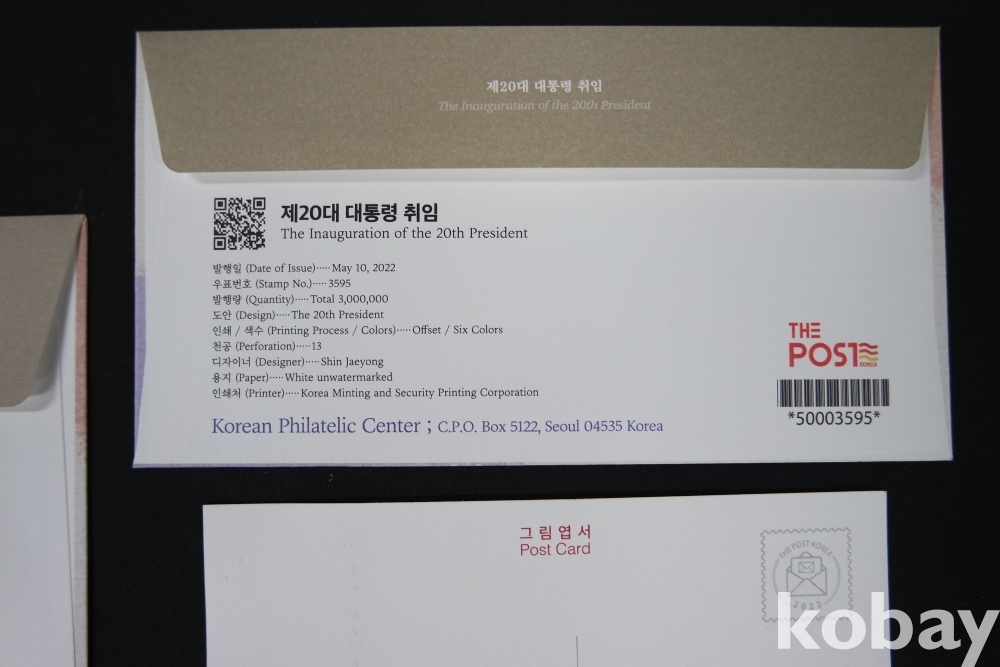 제20대 대통령 취임
The Inauguration of the 20th President
제20대 대통령 취임
The Inauguration of the 20th President
발행일 (Date of Issue)·····May 10, 2022
우표번호 (Stamp No.)·····3595
발행량 (Quantity)·····Total 3,000,000
도안 (Design)·····The 20th President
인쇄 / 색수 (Printing Process / Colors)·····Offset / Six Colors
천공 (Perforation)·····13
디자이너 (Designer)·····Shin Jaeyong
용지 (Paper)·····White unwatermarked
인쇄처 (Printer)·····Korea Minting and Security Printing Corporation
Korean Philatelic Center ; C.P.O. Box 5122, Seoul 04535 Korea
THE
POST
KOREA
*50003595*
그림엽서
Post Card
THE POST KOREA
2022
kobay